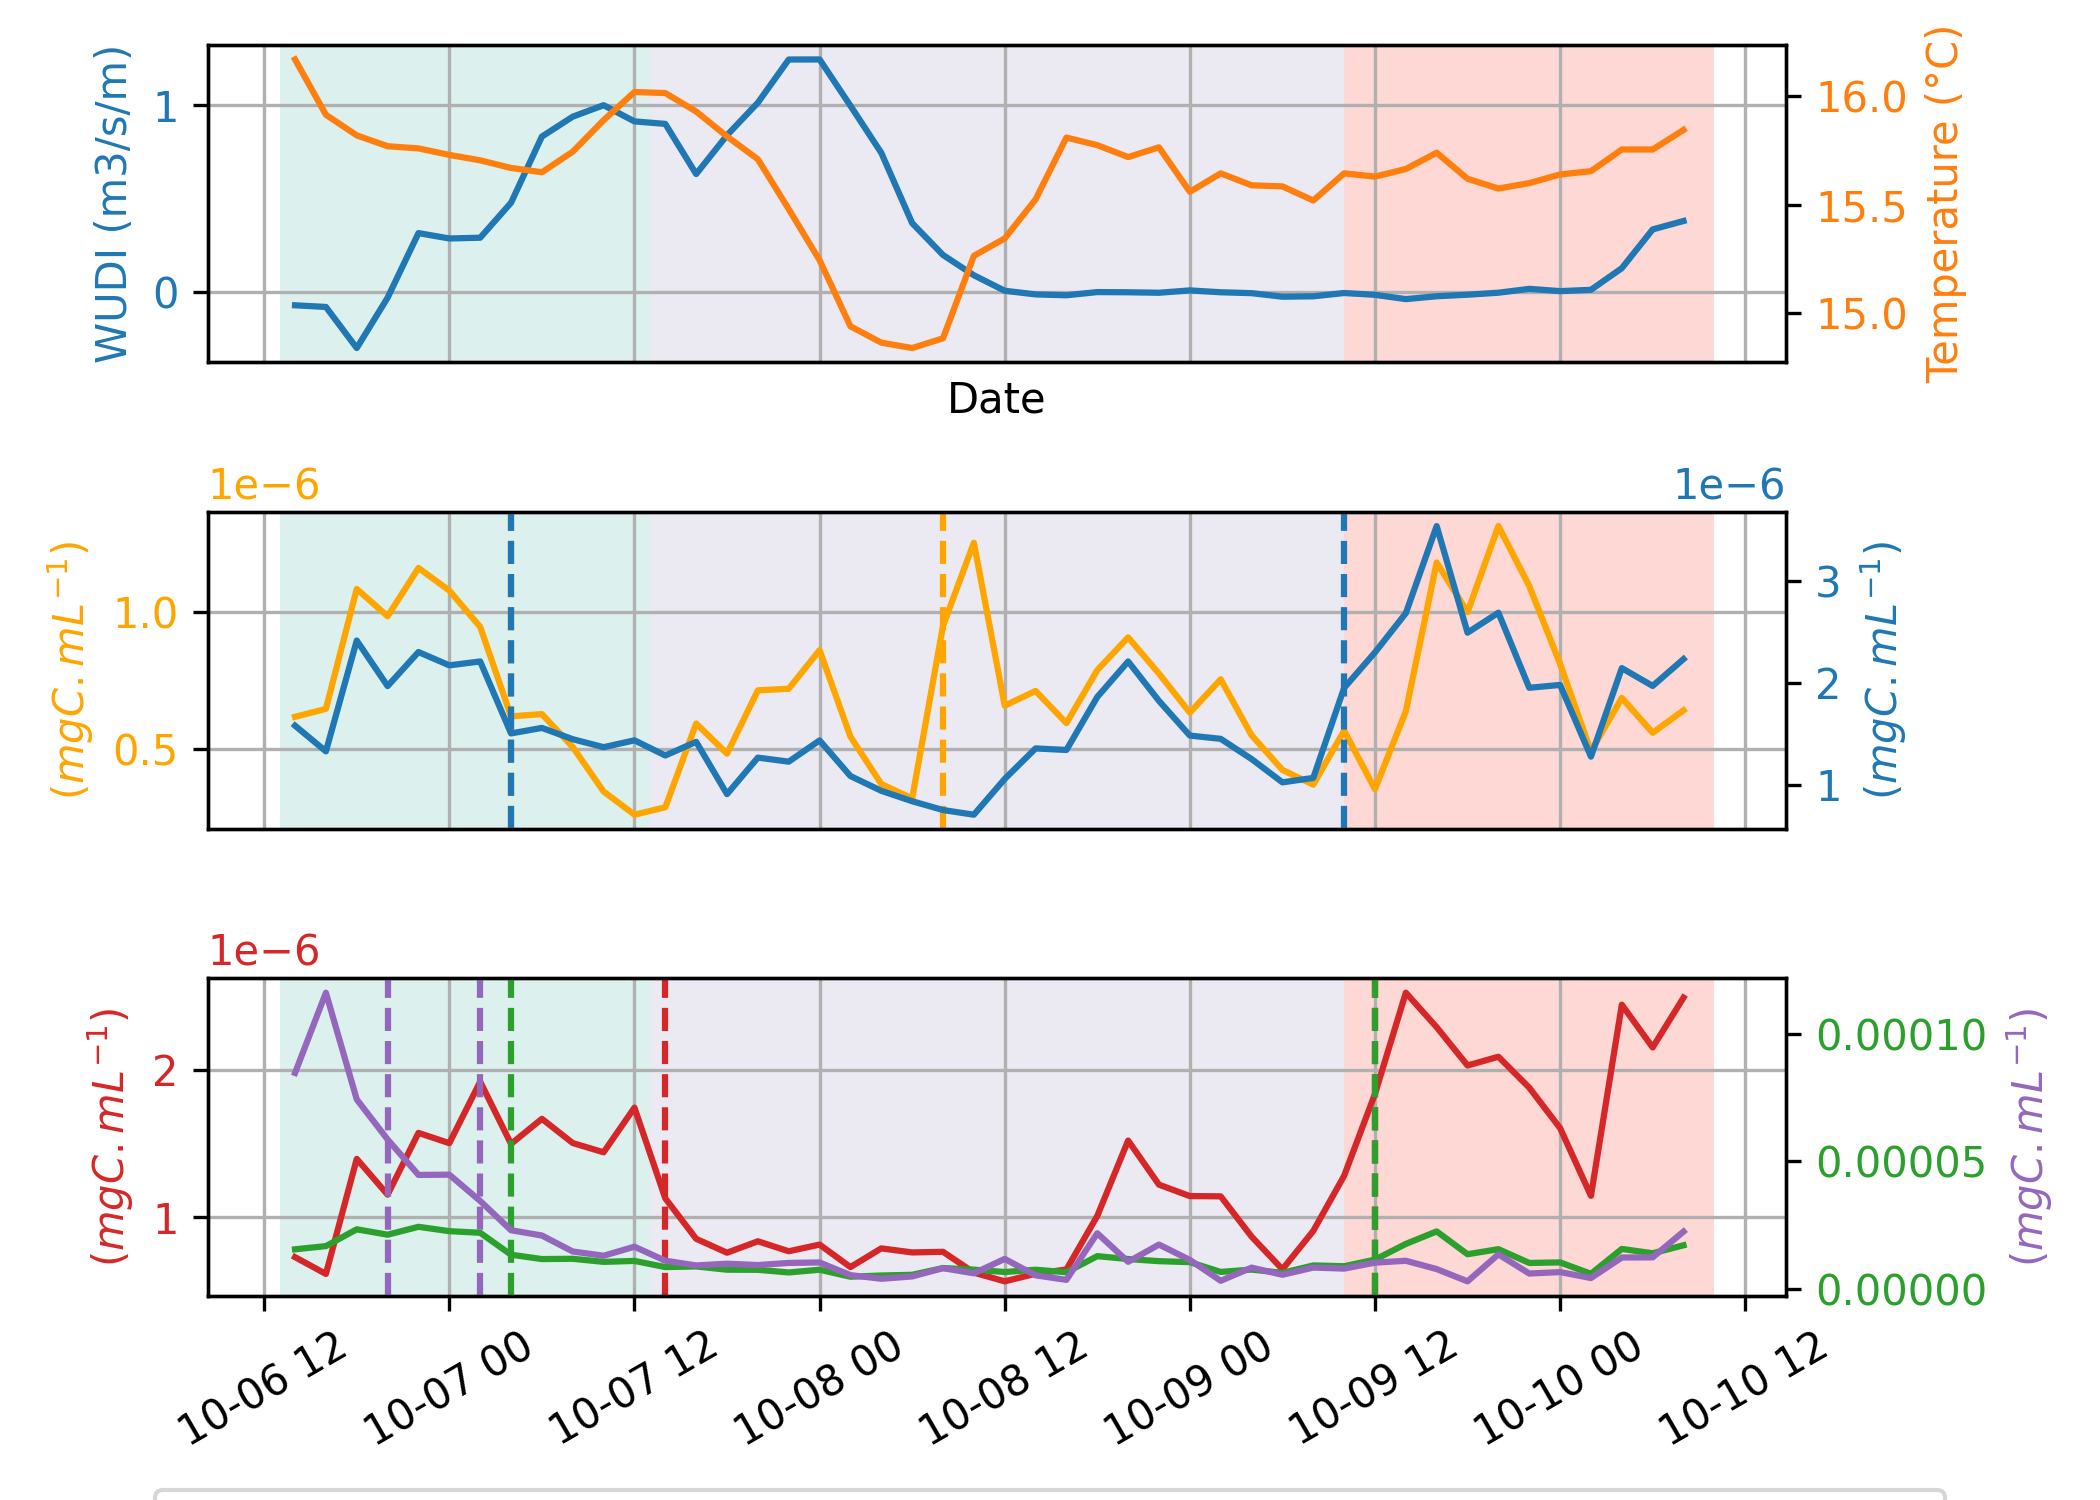 WUDI (m3/s/m)
1
0
16.0
15.5
15.0
Temperature (°C)
Date
1e−6
1e−6
(mgC.mL⁻¹)
1.0
0.5
3
2
1
(mgC.mL⁻¹)
1e−6
(mgC.mL⁻¹)
2
1
0.00010
0.00005
0.00000
(mgC.mL⁻¹)
10-06 12
10-07 00
10-07 12
10-08 00
10-08 12
10-09 00
10-09 12
10-10 00
10-10 12